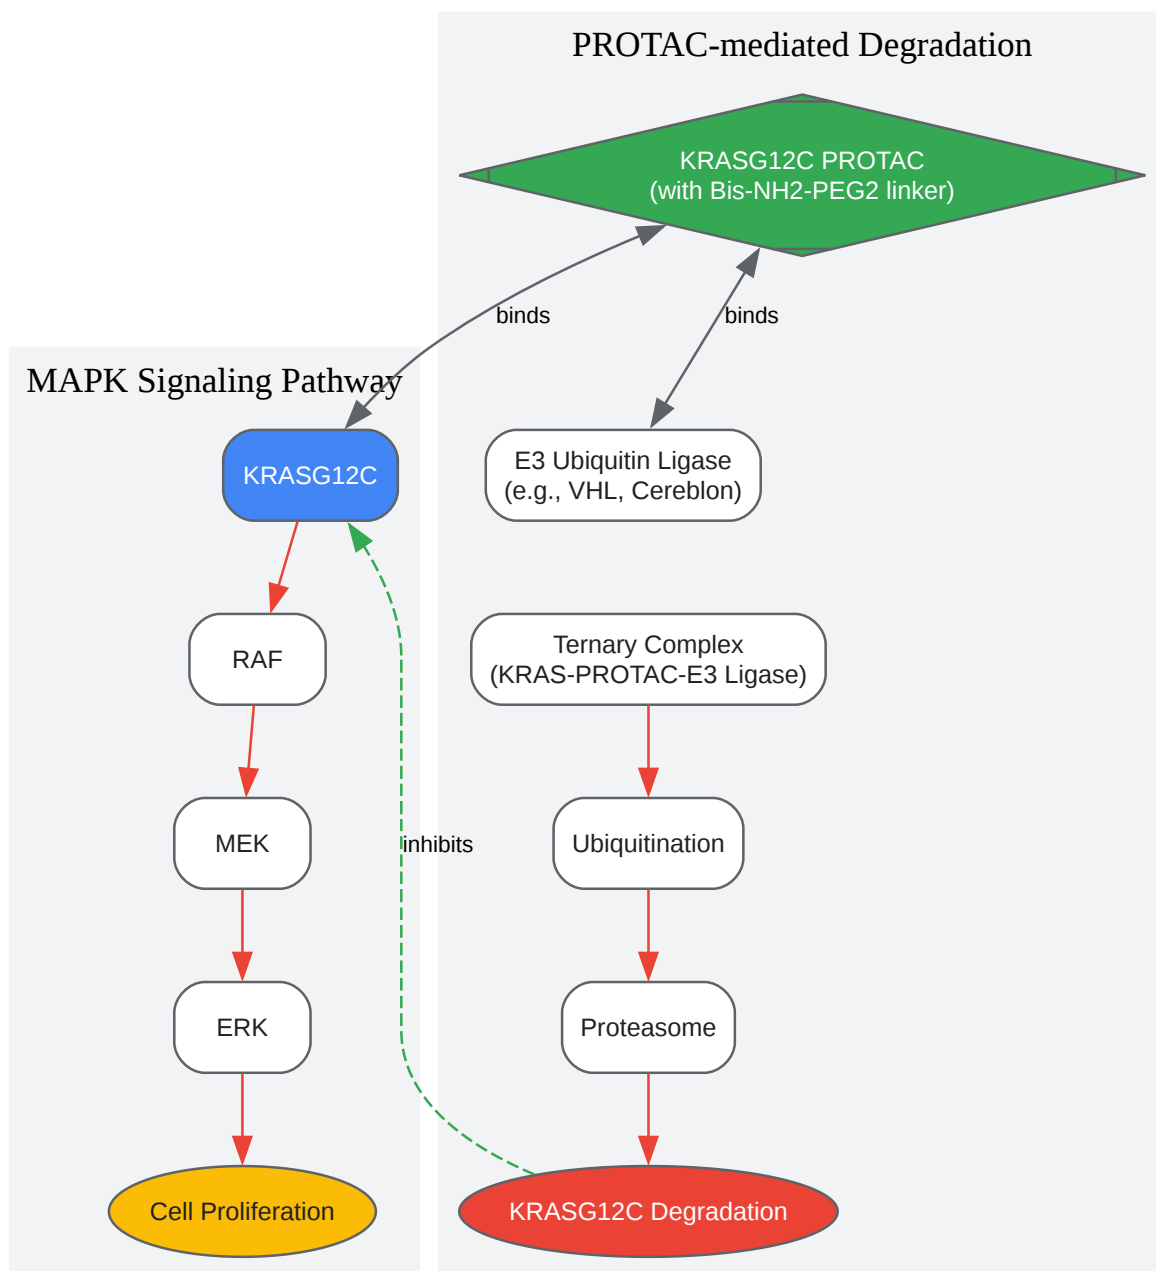 PROTAC-mediated Degradation
KRASG12C PROTAC
(with Bis-NH2-PEG2 linker)
binds
binds
MAPK Signaling Pathway
KRASG12C
E3 Ubiquitin Ligase
(e.g., VHL, Cereblon)
RAF
Ternary Complex
(KRAS-PROTAC-E3 Ligase)
MEK
inhibits
Ubiquitination
ERK
Proteasome
Cell Proliferation
KRASG12C Degradation